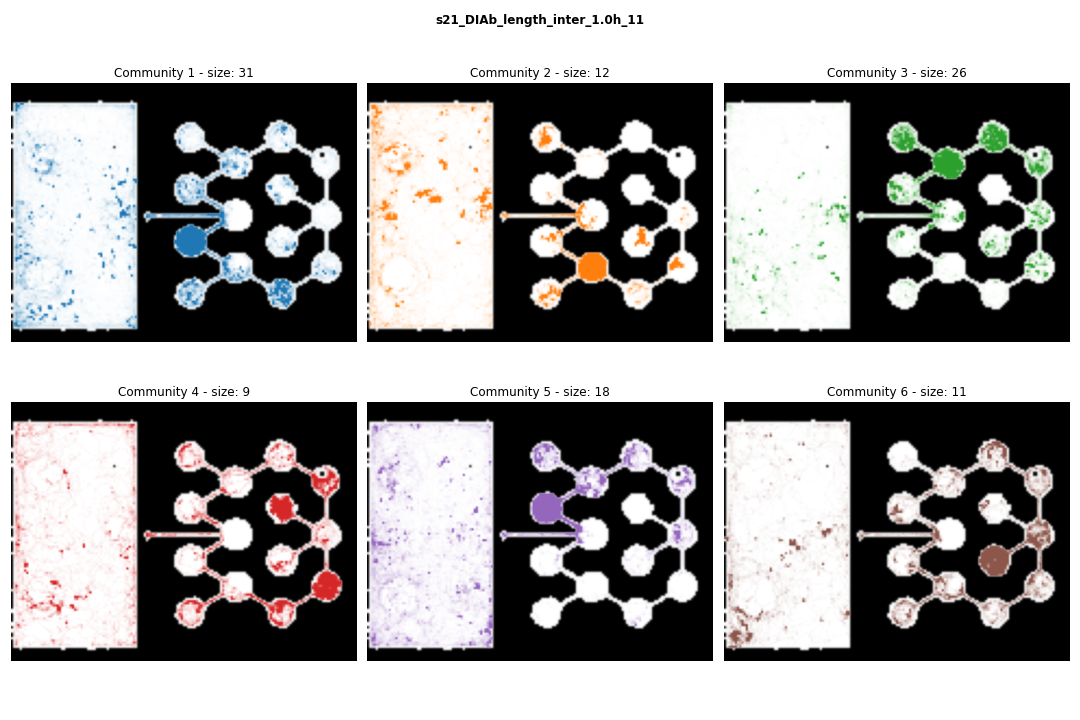 s21_DIAb_length_inter_1.0h_11
Community 1 - size: 31
Community 2 - size: 12
Community 3 - size: 26
Community 4 - size: 9
Community 5 - size: 18
Community 6 - size: 11